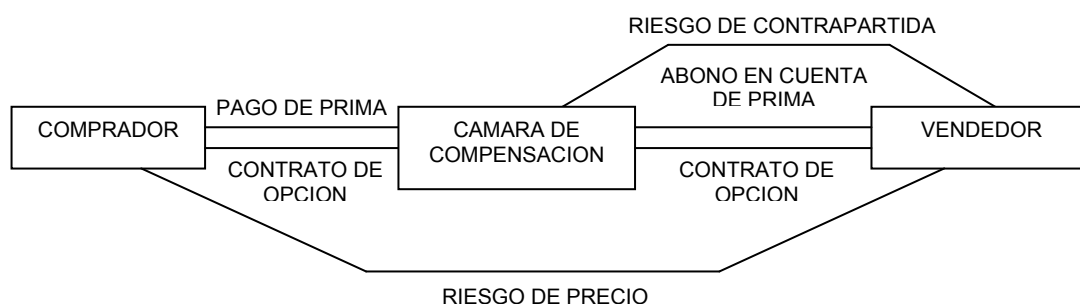 RIESGO DE CONTRAPARTIDA
ABONO EN CUENTA
DE PRIMA
PAGO DE PRIMA
COMPRADOR
CAMARA DE
COMPENSACION
VENDEDOR
CONTRATO DE
OPCION
CONTRATO DE
OPCION
RIESGO DE PRECIO